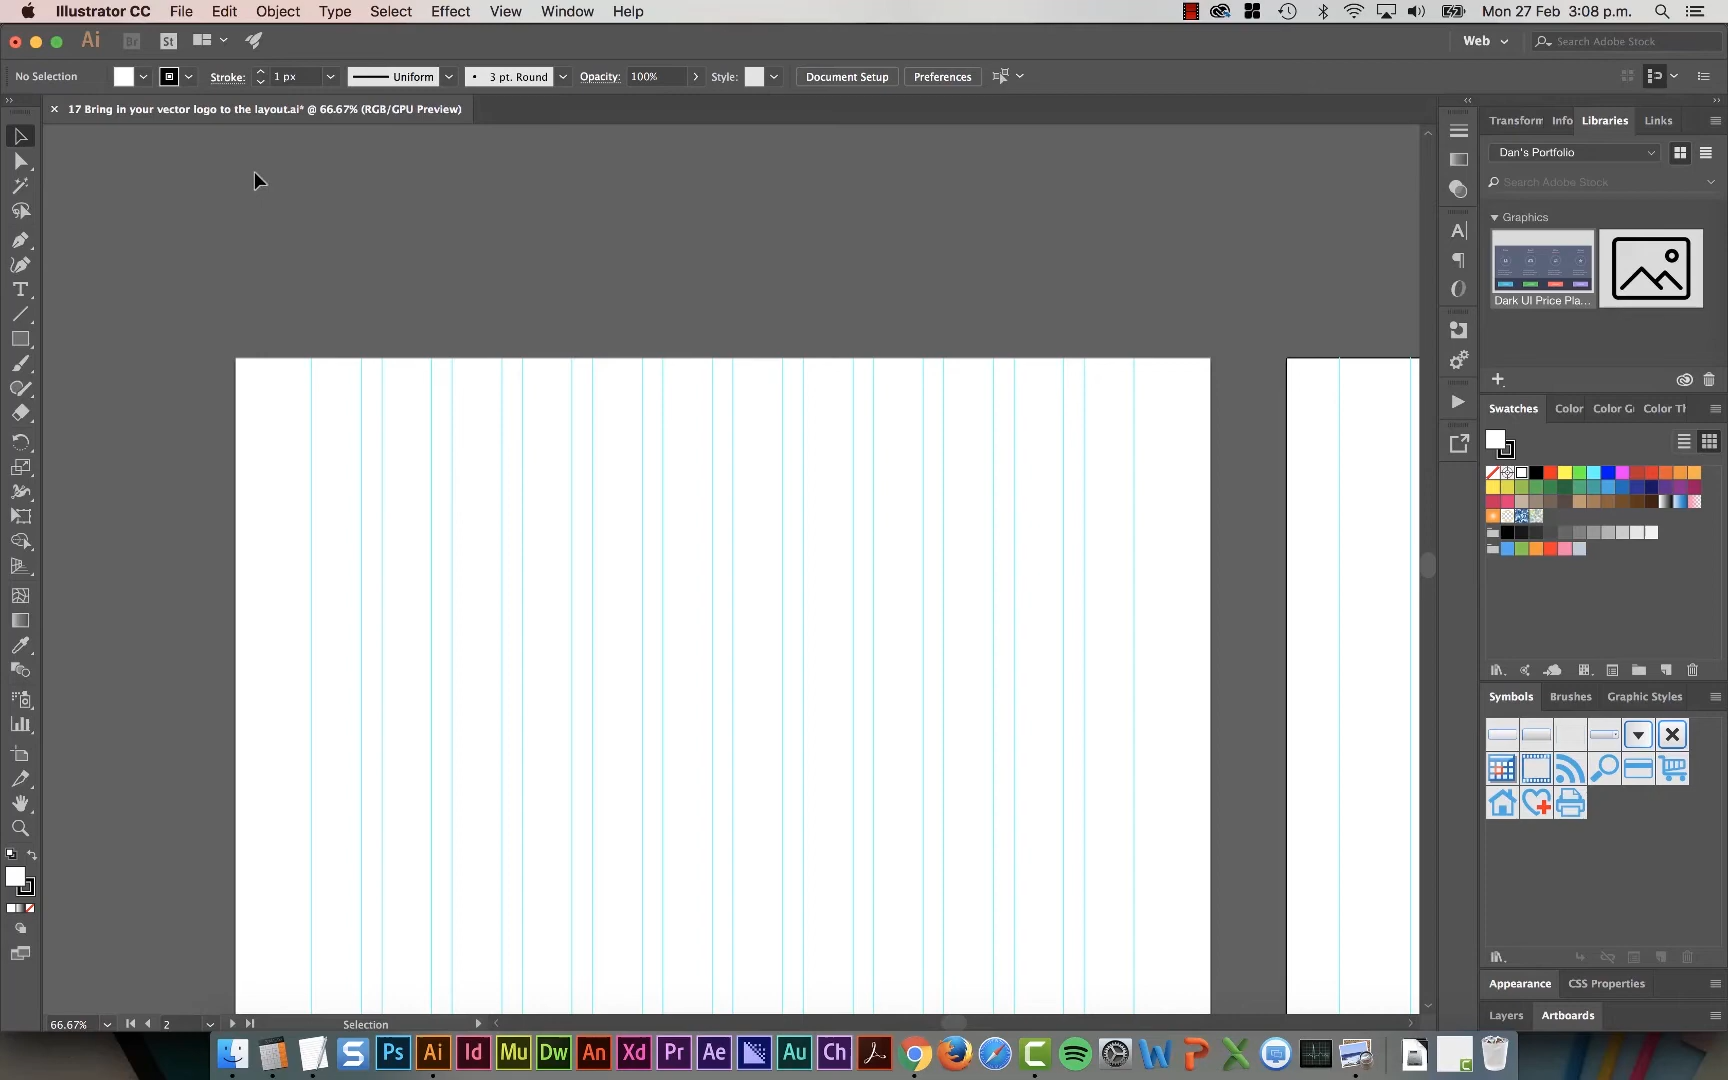 Illustrator CC File Edit Object Type Select Effect View Window Help Mon 27 Feb 3:08 p.m.
Ai Br St Web Search Adobe Stock
No Selection Stroke: 1 px Uniform 3 pt. Round Opacity: 100% Style: Document Setup Preferences
17 Bring in your vector logo to the layout.ai* @ 66.67% (RGB/GPU Preview)
Transform Info Libraries Links
Dan's Portfolio
Search Adobe Stock
Graphics
Dark UI Price Pla...
Swatches Color Color G Color Th
Symbols Brushes Graphic Styles
Appearance CSS Properties
Layers Artboards
66.67% 2 Selection
S Ps Ai Id Mu Dw An Xd Pr Ae Au Ch